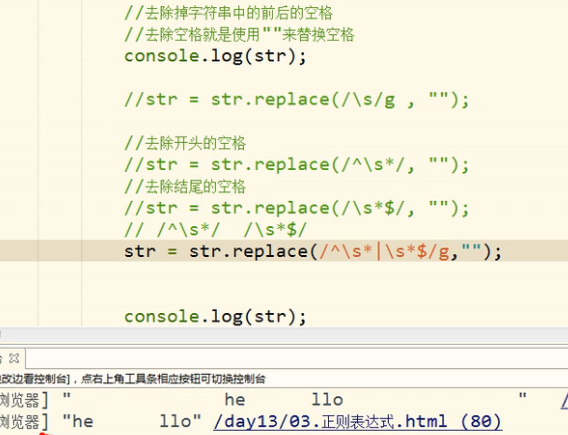 //去除掉字符串中的前后的空格
//去除空格就是使用""来替换空格
console.log(str);
//str = str.replace(/\s/g , "");
//去除开头的空格
//str = str.replace(/^\s*/, "");
//去除结尾的空格
//str = str.replace(/\s*$/, "");
// /^\s*/  /\s*$/
str = str.replace(/^\s*|\s*$/g,"");
console.log(str);
改边看控制台], 点右上角工具条相应按钮可切换控制台
浏览器] "               he      llo                "   /
浏览器] "he      llo" /day13/03.正则表达式.html (80)